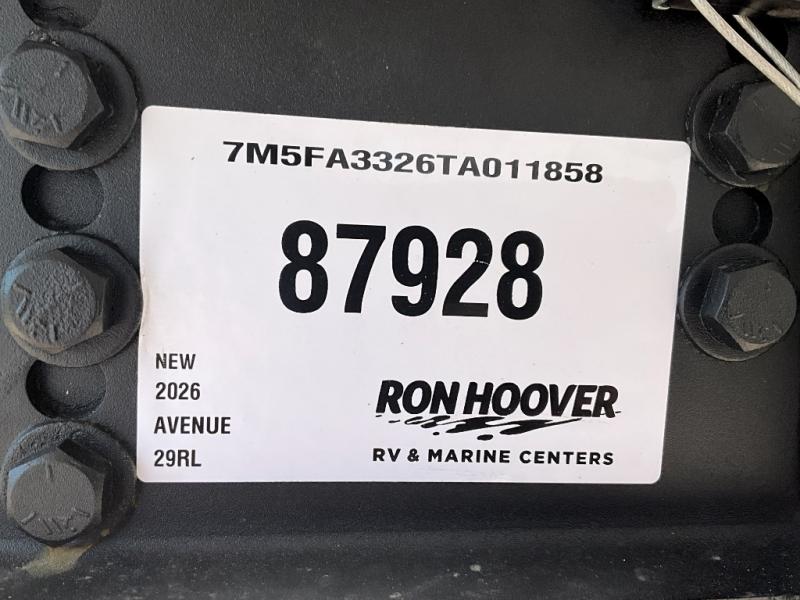 7M5FA3326TA011858
87928
NEW
2026
AVENUE
29RL
RON HOOVER
RV & MARINE CENTERS